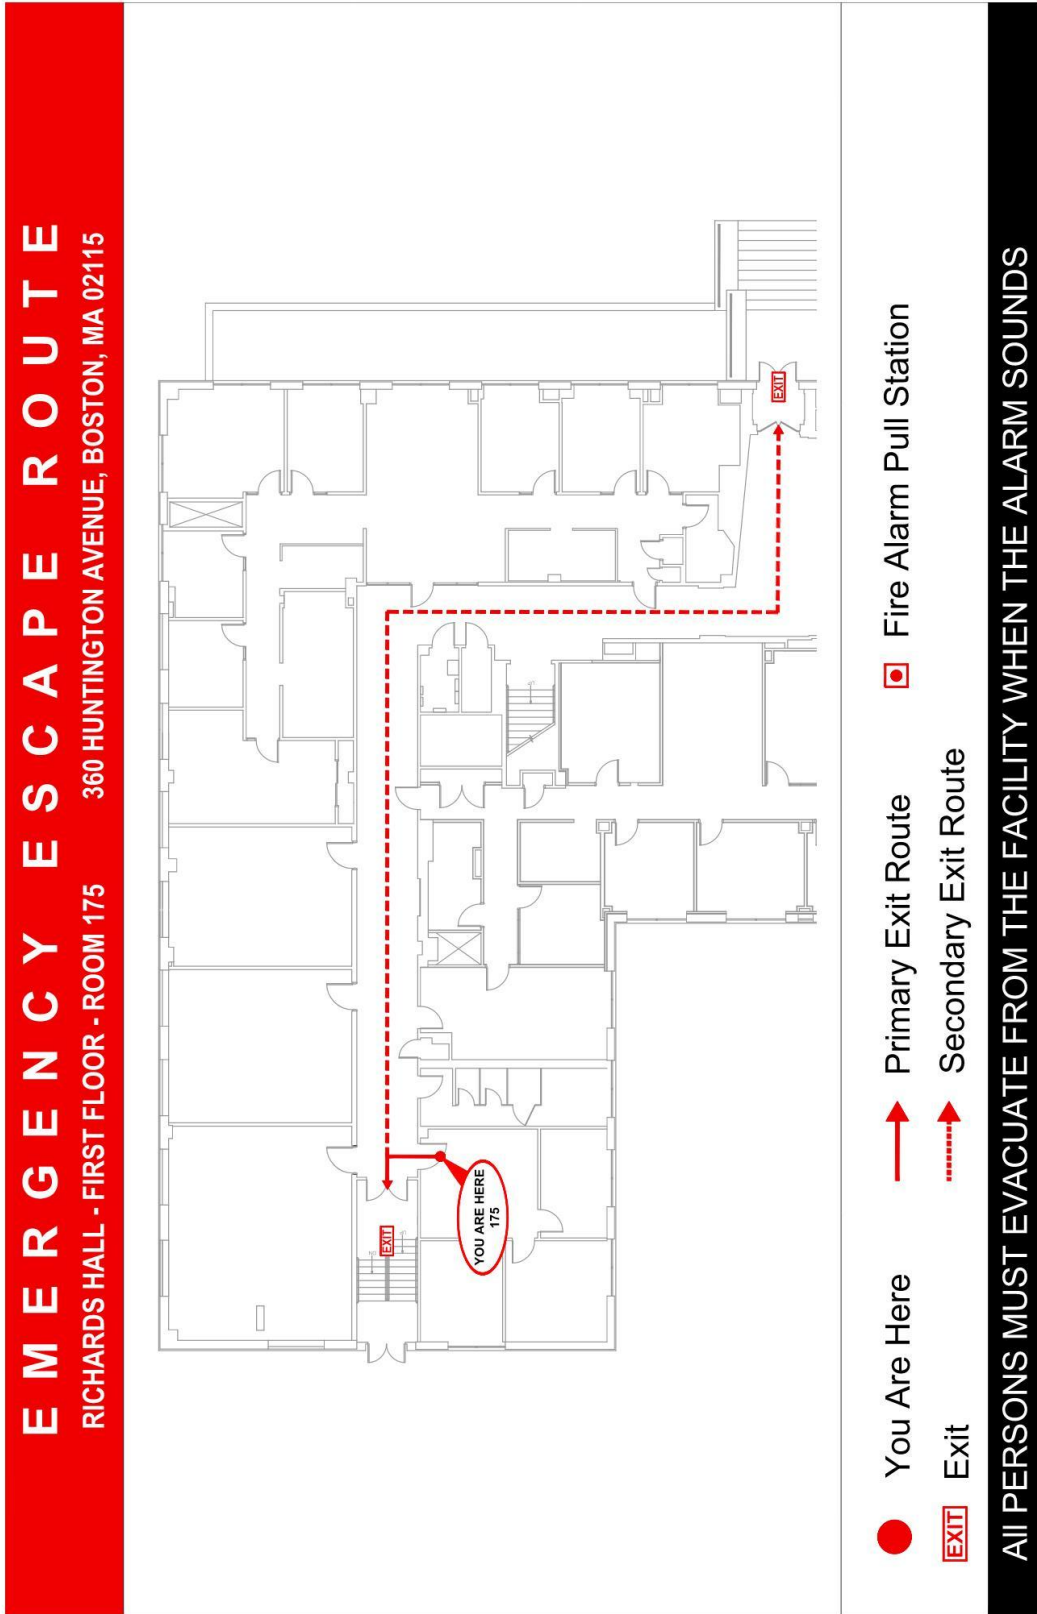 EMERGENCY ESCAPE ROUTE
RICHARDS HALL - FIRST FLOOR - ROOM 175 360 HUNTINGTON AVENUE, BOSTON, MA 02115
EXIT
YOU ARE HERE
175
EXIT
You Are Here
Primary Exit Route
Fire Alarm Pull Station
EXIT
Exit
Secondary Exit Route
All PERSONS MUST EVACUATE FROM THE FACILITY WHEN THE ALARM SOUNDS